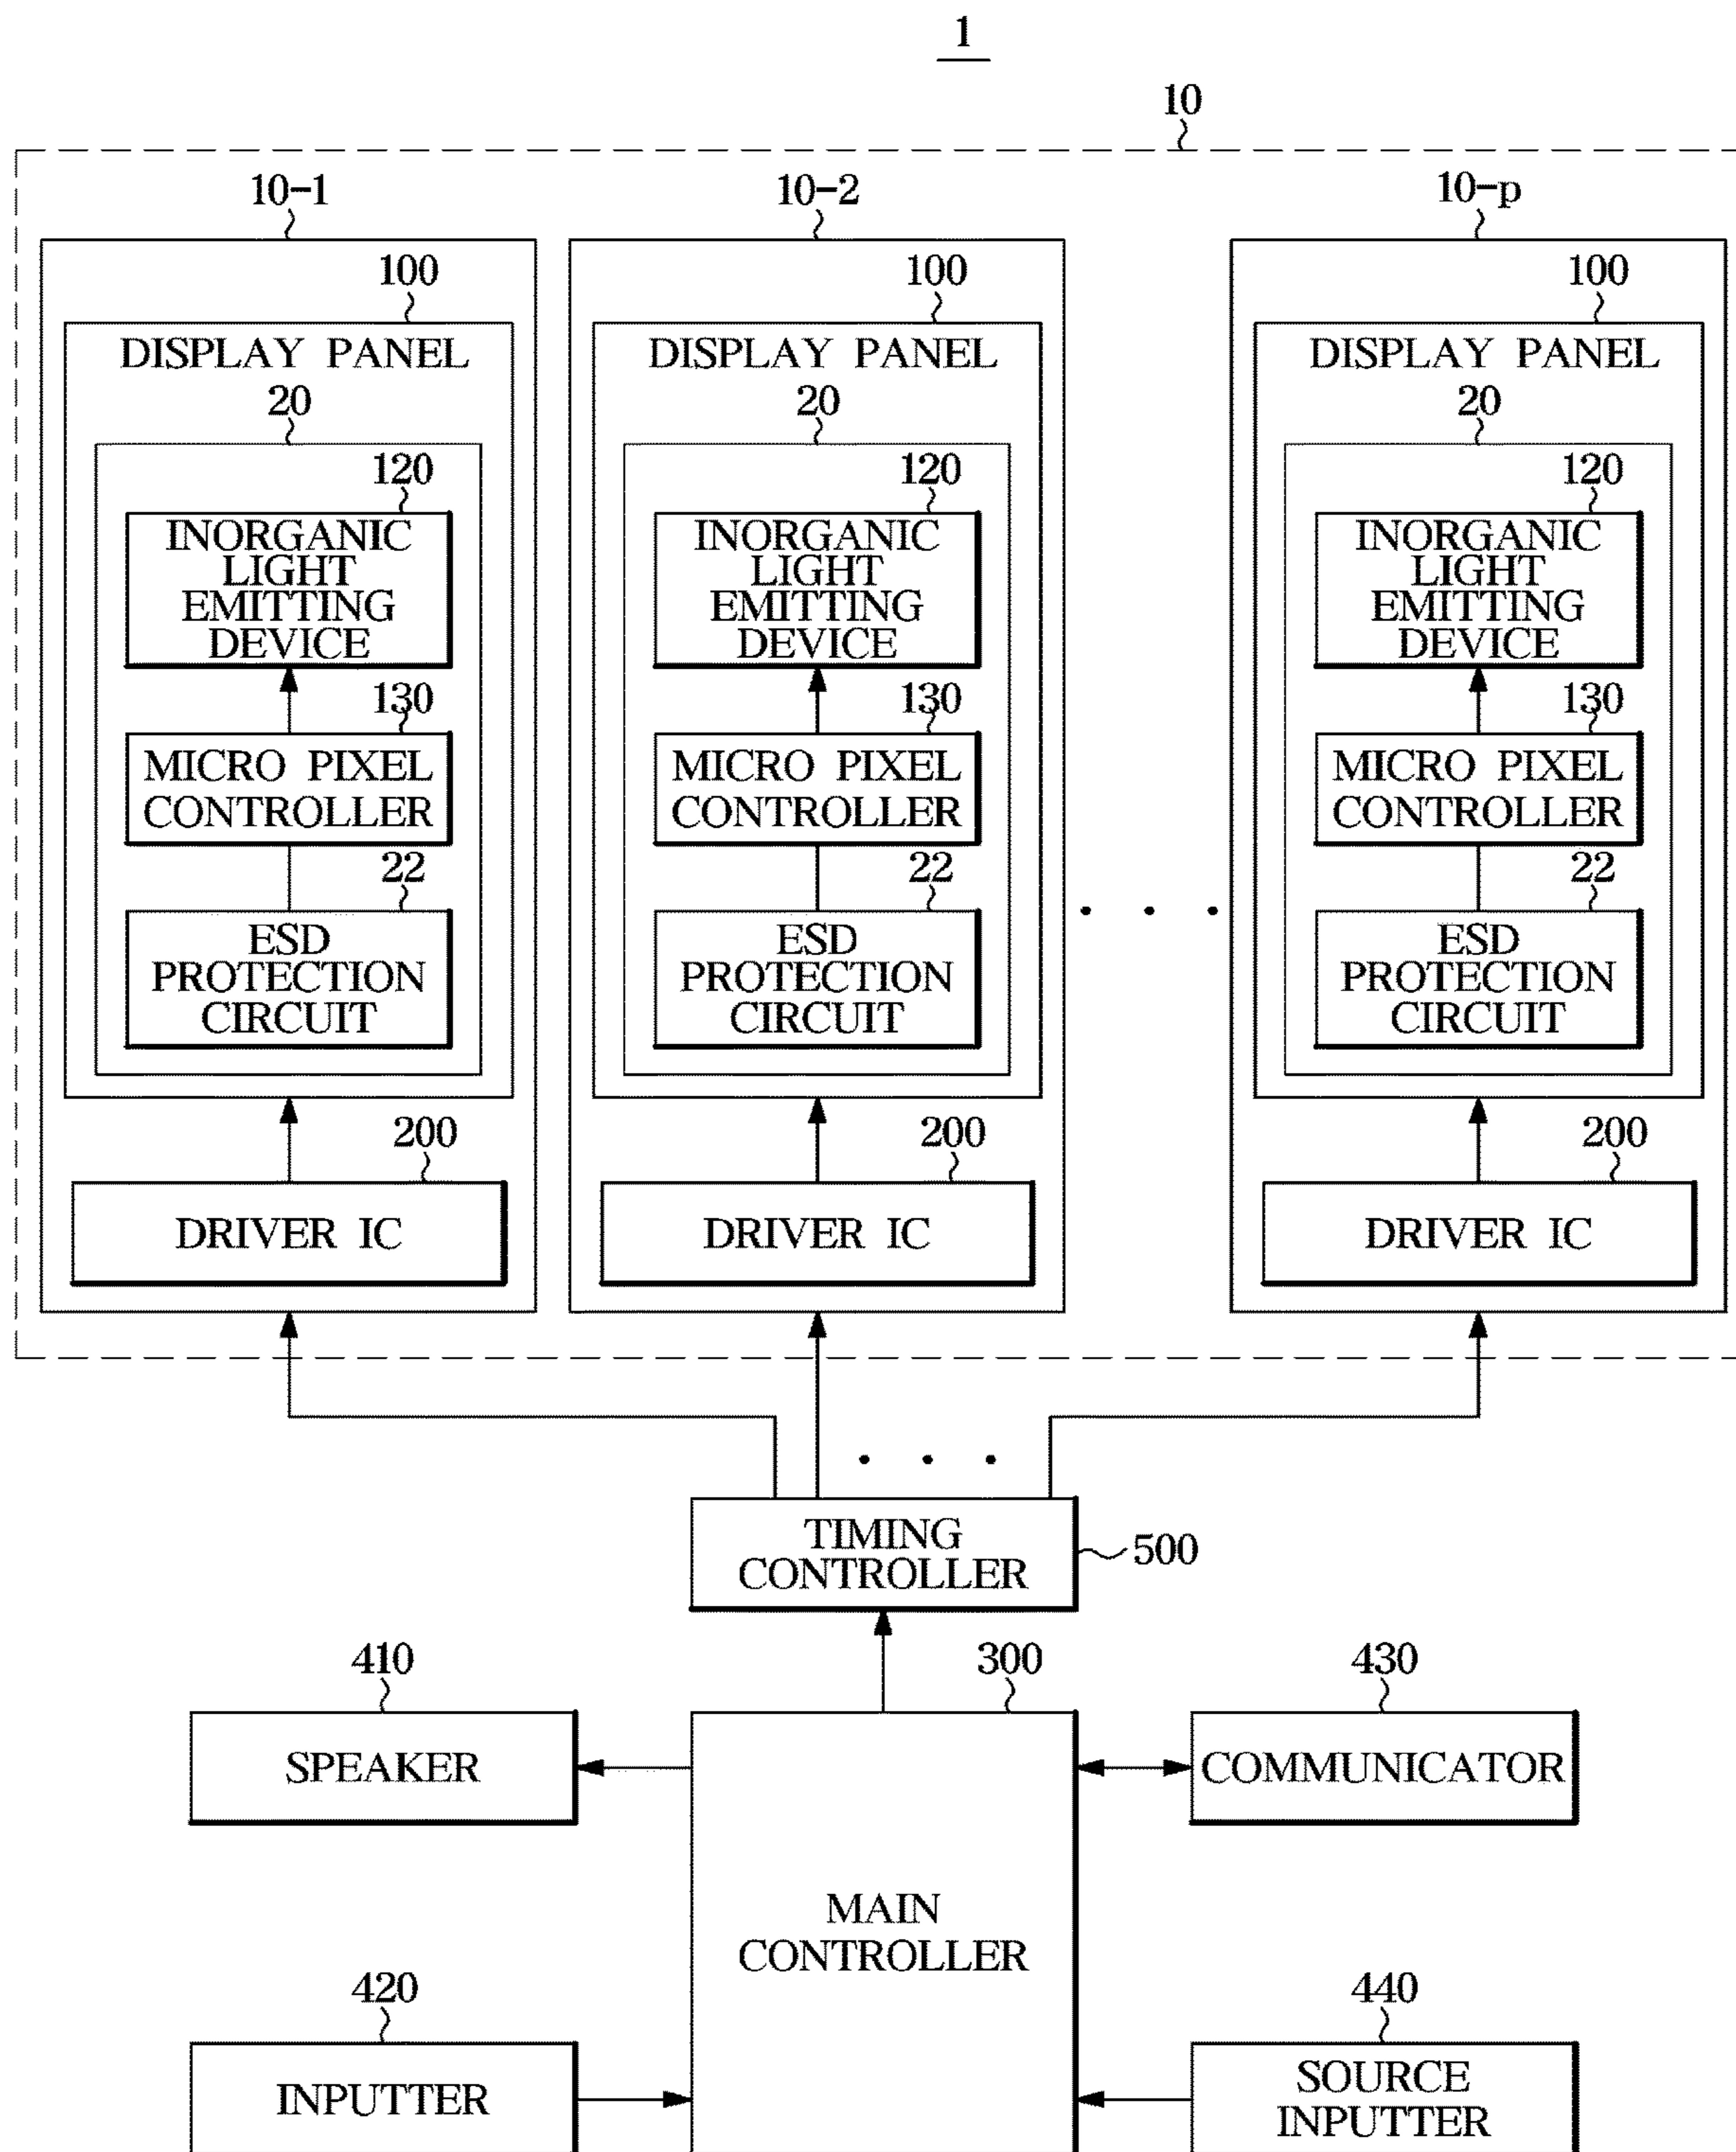 1
10
10-1 10-2 10-p
100 100 100
DISPLAY PANEL DISPLAY PANEL DISPLAY PANEL
20 20 20
120 120 120
INORGANIC INORGANIC INORGANIC
LIGHT LIGHT LIGHT
EMITTING EMITTING EMITTING
DEVICE DEVICE DEVICE
130 130 130
MICRO PIXEL MICRO PIXEL MICRO PIXEL
CONTROLLER CONTROLLER CONTROLLER
22 22 22
ESD ESD ESD
PROTECTION PROTECTION PROTECTION
CIRCUIT CIRCUIT CIRCUIT
200 200 200
DRIVER IC DRIVER IC DRIVER IC
TIMING
CONTROLLER
500
410 300 430
SPEAKER COMMUNICATOR
MAIN
CONTROLLER
420 440
INPUTTER
SOURCE
INPUTTER